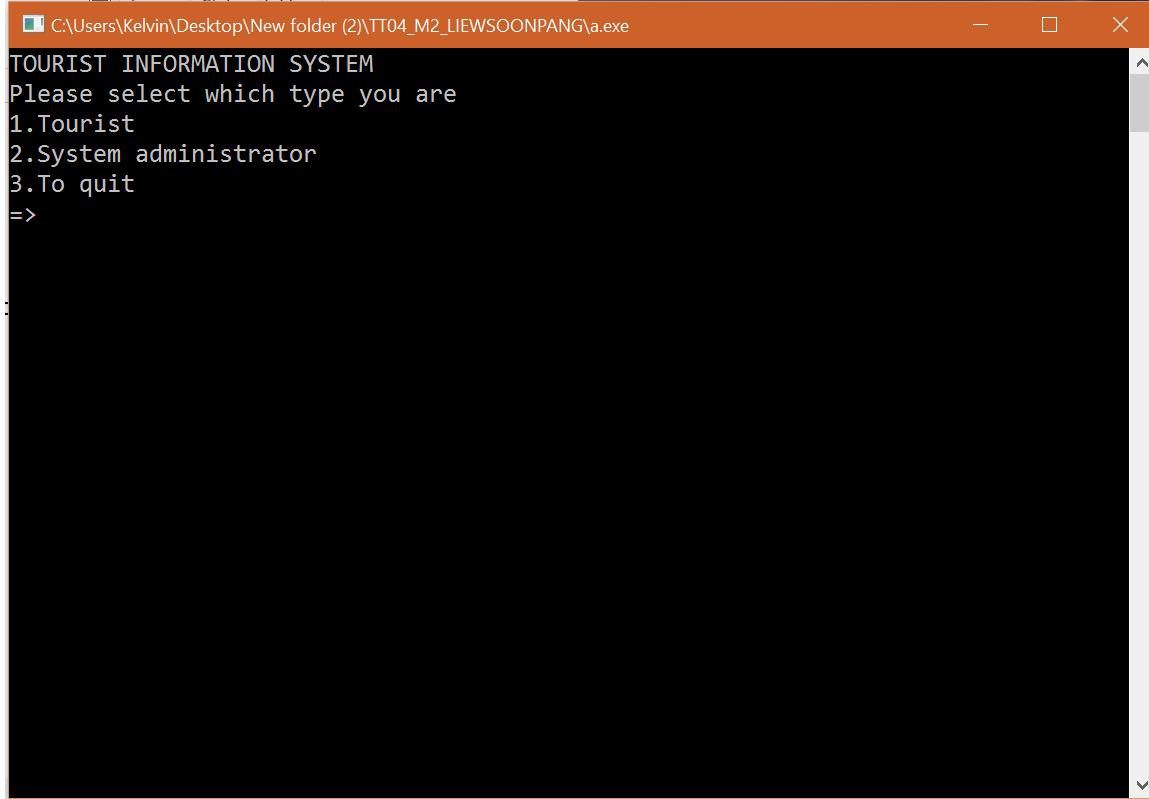 C:\Users\Kelvin\Desktop\New folder (2)\TT04_M2_LIEWSOONPANG\a.exe
TOURIST INFORMATION SYSTEM
Please select which type you are
1.Tourist
2.System administrator
3.To quit
=>